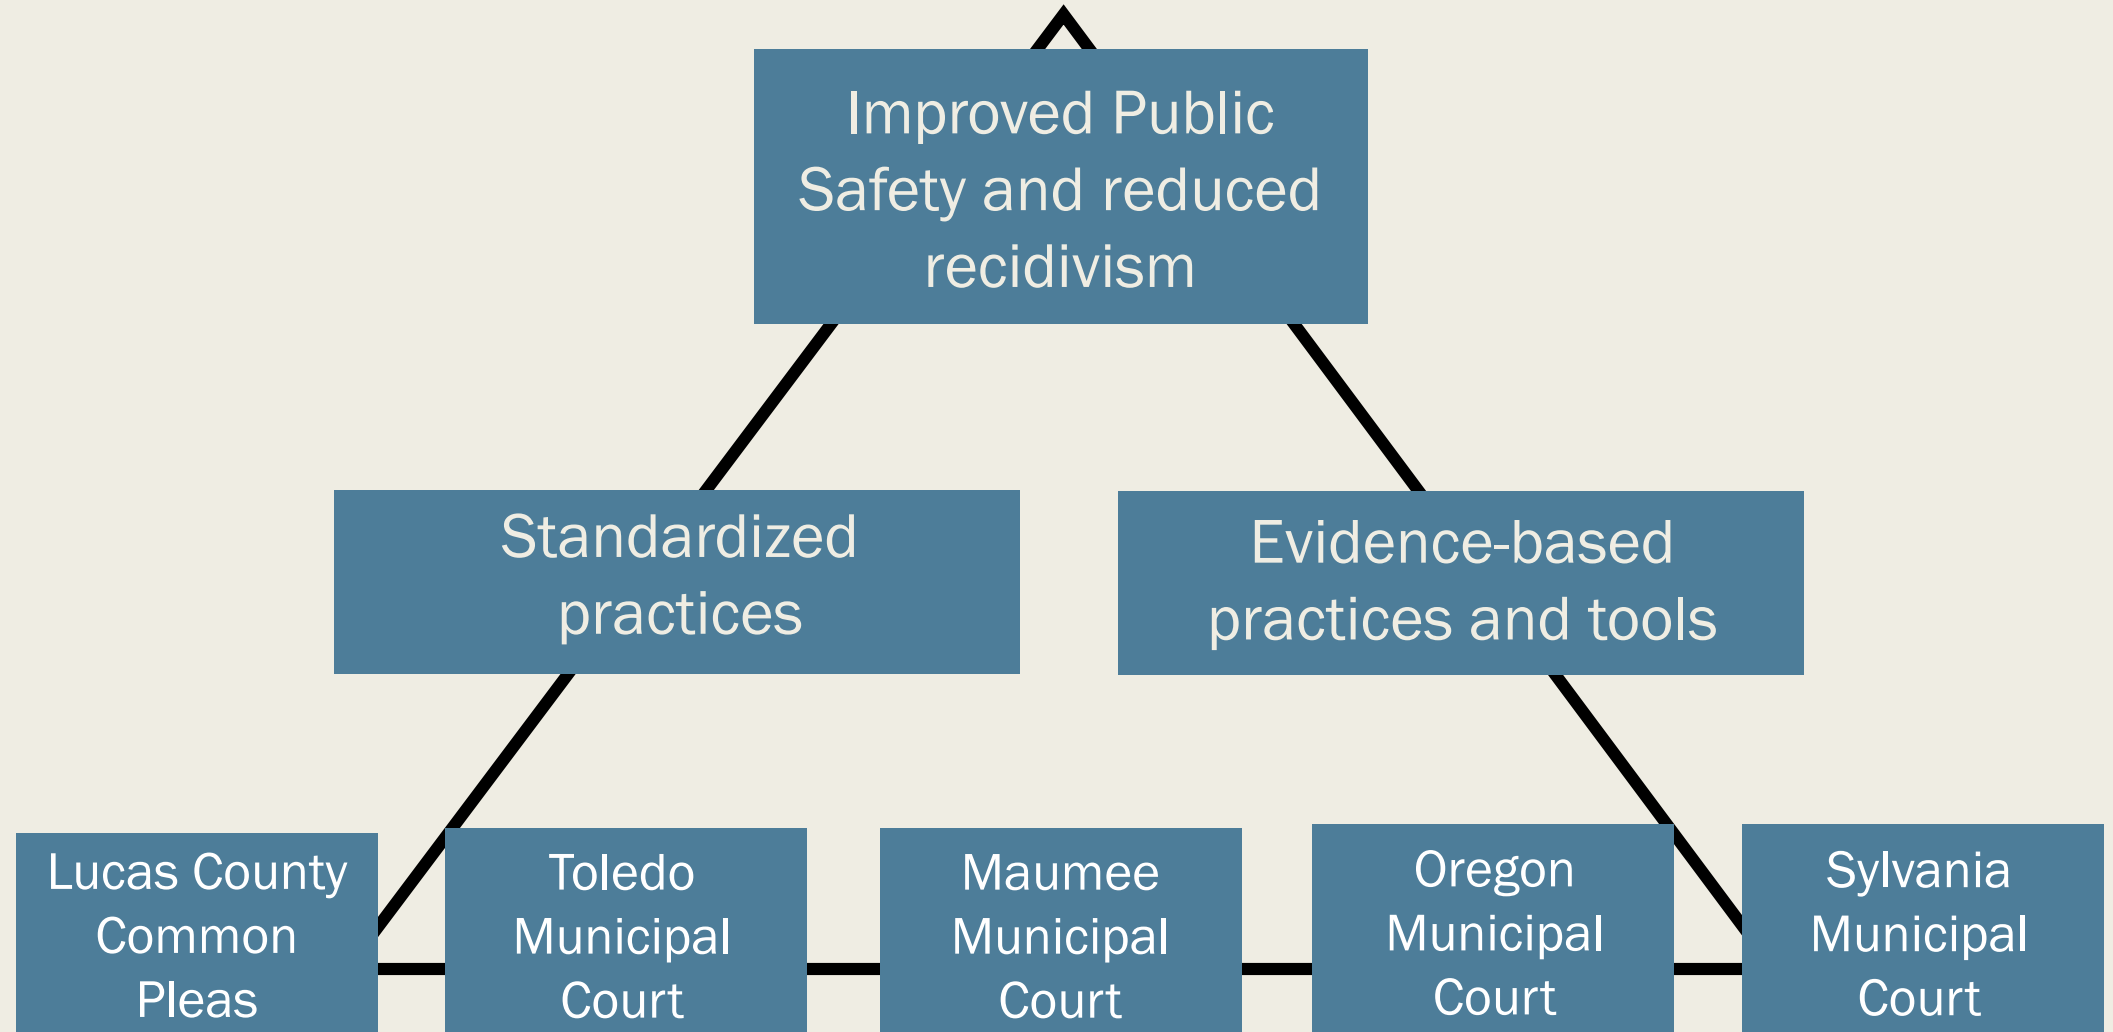 Improved Public
Safety and reduced
recidivism
Standardized
practices
Evidence-based
practices and tools
Lucas County
Common
Pleas
Toledo
Municipal
Court
Maumee
Municipal
Court
Oregon
Municipal
Court
Sylvania
Municipal
Court